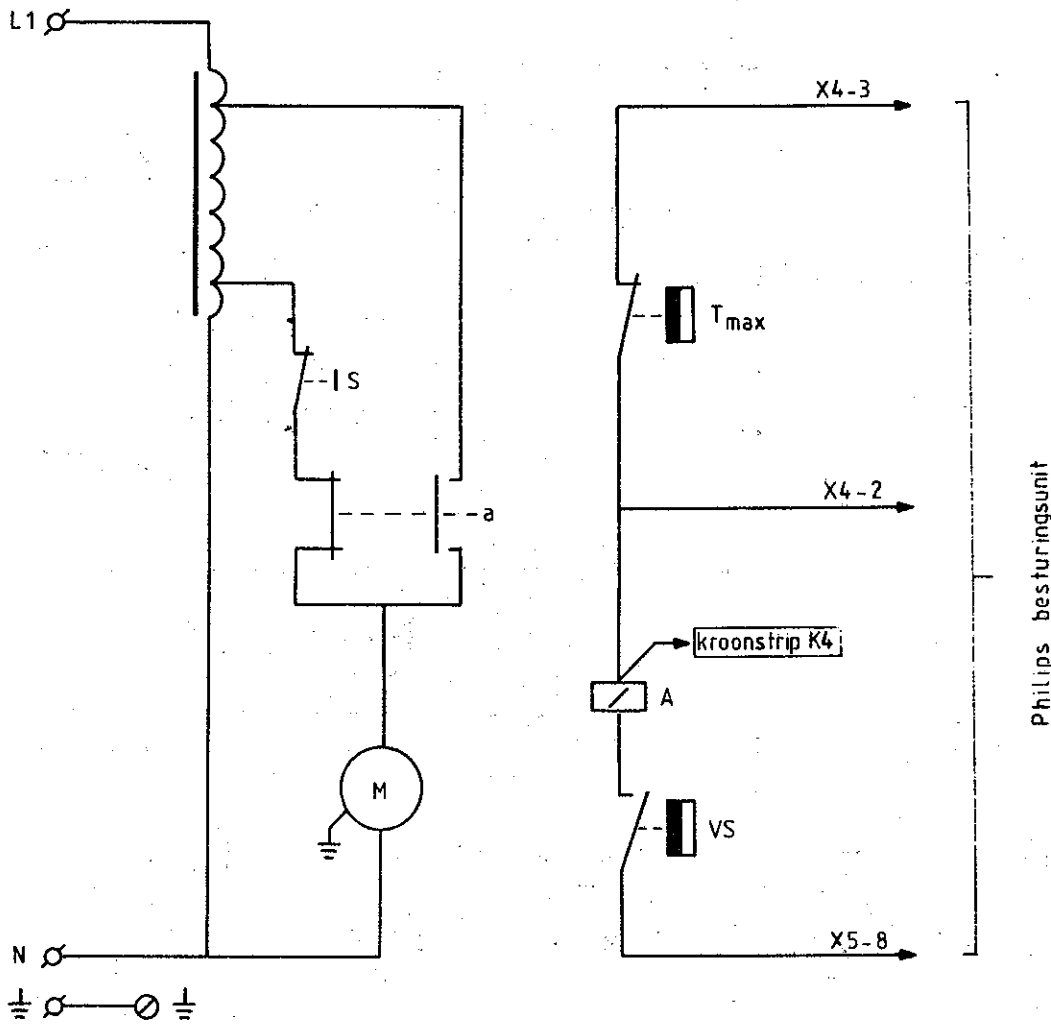 L1
X4-3
Tmax
S
X4-2
a
kroonstrip K4
A
M
VS
N
X5-8
Philips besturingsunit